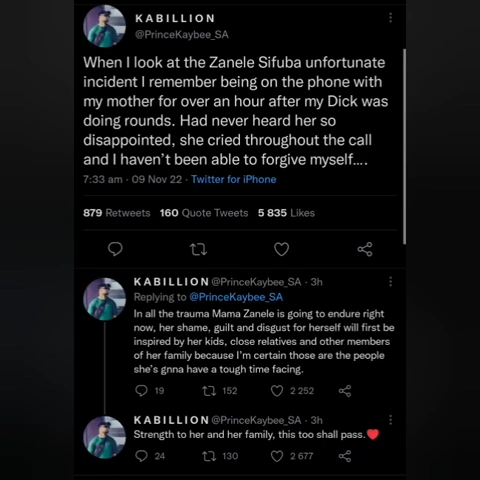 KABILLION
@PrinceKaybee_SA
When I look at the Zanele Sifuba unfortunate
incident I remember being on the phone with
my mother for over an hour after my Dick was
doing rounds. Had never heard her so
disappointed, she cried throughout the call
and I haven't been able to forgive myself....
7:33 am · 09 Nov 22 · Twitter for iPhone
879 Retweets 160 Quote Tweets 5 835 Likes
KABILLION @PrinceKaybee_SA · 3h
Replying to @PrinceKaybee_SA
In all the trauma Mama Zanele is going to endure right
now, her shame, guilt and disgust for herself will first be
inspired by her kids, close relatives and other members
of her family because I'm certain those are the people
she's gnna have a tough time facing.
19 152 2 252
KABILLION @PrinceKaybee_SA · 3h
Strength to her and her family, this too shall pass.❤️
24 130 2 677